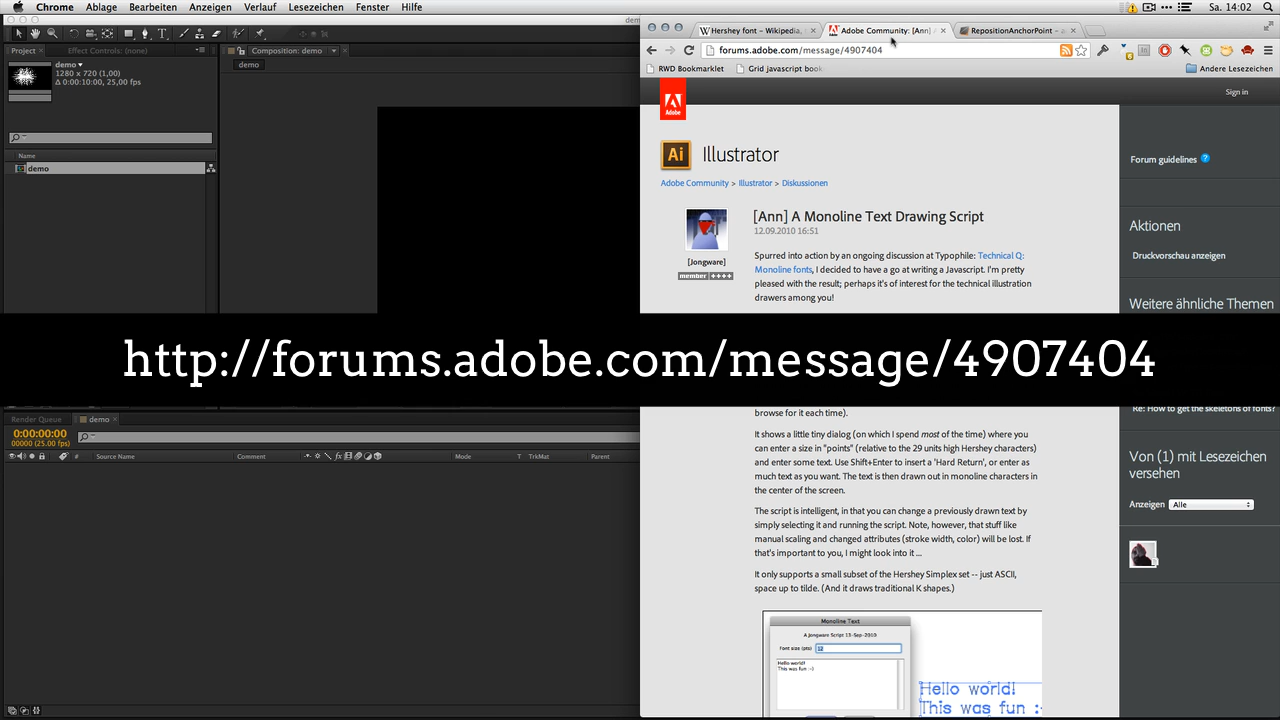 Chrome Ablage Bearbeiten Anzeigen Verlauf Lesezeichen Fenster Hilfe
Sa. 14:02
Project
Effect Controls: (none)
Composition: demo
demo
demo
1280 x 720 (1,00)
Δ 0:00:10:00, 25,00 fps
Name
demo
Hershey font – Wikipedia,
Adobe Community: [Ann]
RepositionAnchorPoint –
forums.adobe.com/message/4907404
RWD Bookmarklet
Grid javascript book
Andere Lesezeichen
Sign in
Adobe
Ai Illustrator
Adobe Community > Illustrator > Diskussionen
[Ann] A Monoline Text Drawing Script
12.09.2010 16:51
[Jongware]
member
Spurred into action by an ongoing discussion at Typophile: Technical Q:
Monoline fonts, I decided to have a go at writing a Javascript. I'm pretty
pleased with the result; perhaps it's of interest for the technical illustration
drawers among you!
Forum guidelines
Aktionen
Druckvorschau anzeigen
Weitere ähnliche Themen
http://forums.adobe.com/message/4907404
browse for it each time).
It shows a little tiny dialog (on which I spend most of the time) where you
can enter a size in "points" (relative to the 29 units high Hershey characters)
and enter some text. Use Shift+Enter to insert a 'Hard Return', or enter as
much text as you want. The text is then drawn out in monoline characters in
the center of the screen.
The script is intelligent, in that you can change a previously drawn text by
simply selecting it and running the script. Note, however, that stuff like
manual scaling and changed attributes (stroke width, color) will be lost. If
that's important to you, I might look into it ...
It only supports a small subset of the Hershey Simplex set -- just ASCII,
space up to tilde. (And it draws traditional K shapes.)
Monoline Text
A Jongware Script 13-Sep-2010
Font size (pts) 12
Hello world!
This was fun :-)
Hello world!
This was fun :-
Re: How to get the skeletons of fonts?
Von (1) mit Lesezeichen
versehen
Anzeigen Alle
Render Queue
demo
0:00:00:00
00000 (25.00 fps)
# Source Name Comment fx Mode T TrkMat Parent